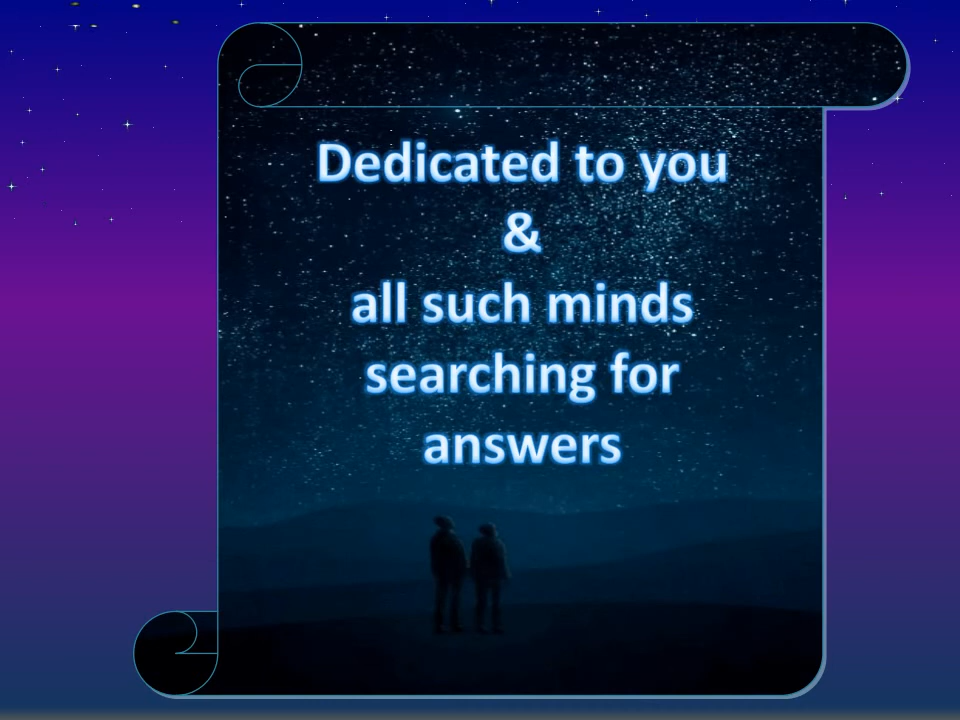 Dedicated to you
&
all such minds
searching for
answers